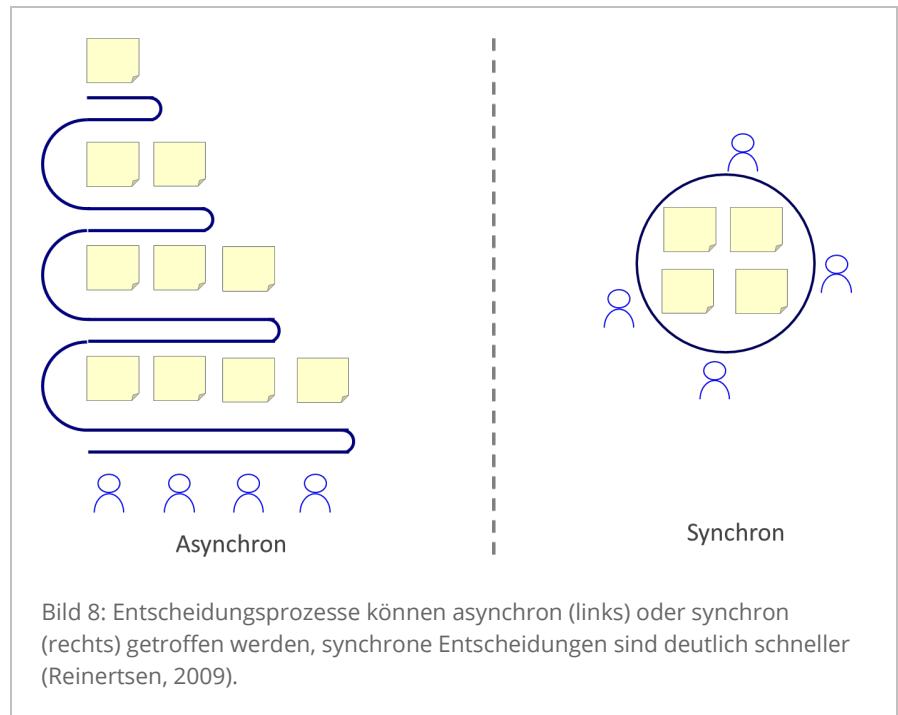 Asynchron
Synchron
Bild 8: Entscheidungsprozesse können asynchron (links) oder synchron
(rechts) getroffen werden, synchrone Entscheidungen sind deutlich schneller
(Reinertsen, 2009).